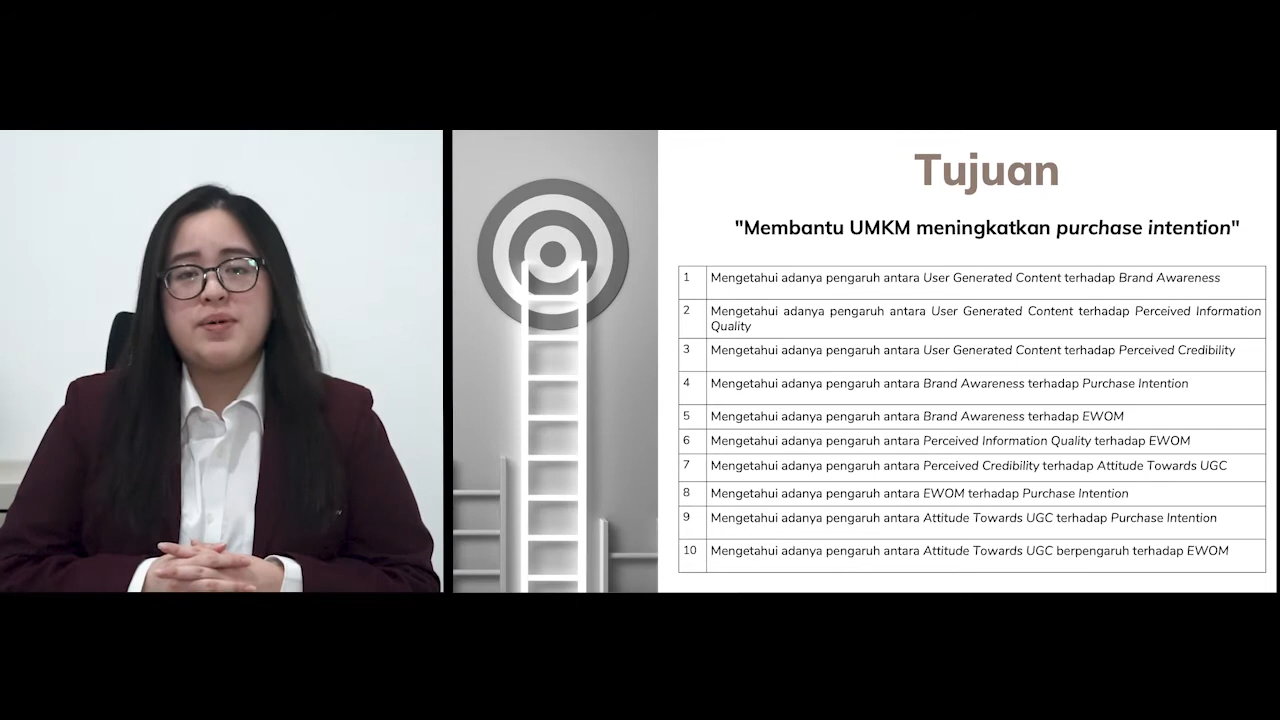 Tujuan
"Membantu UMKM meningkatkan purchase intention"
1 Mengetahui adanya pengaruh antara User Generated Content terhadap Brand Awareness
2 Mengetahui adanya pengaruh antara User Generated Content terhadap Perceived Information
Quality
3 Mengetahui adanya pengaruh antara User Generated Content terhadap Perceived Credibility
4 Mengetahui adanya pengaruh antara Brand Awareness terhadap Purchase Intention
5 Mengetahui adanya pengaruh antara Brand Awareness terhadap EWOM
6 Mengetahui adanya pengaruh antara Perceived Information Quality terhadap EWOM
7 Mengetahui adanya pengaruh antara Perceived Credibility terhadap Attitude Towards UGC
8 Mengetahui adanya pengaruh antara EWOM terhadap Purchase Intention
9 Mengetahui adanya pengaruh antara Attitude Towards UGC terhadap Purchase Intention
10 Mengetahui adanya pengaruh antara Attitude Towards UGC berpengaruh terhadap EWOM